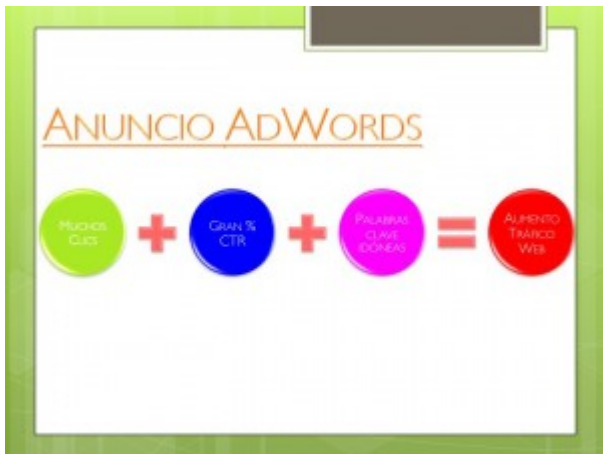 ANUNCIO ADWORDS
MUCHOS
CLICS
+
GRAN %
CTR
+
PALABRAS
CLAVE
IDÓNEAS
=
AUMENTO
TRÁFICO
WEB